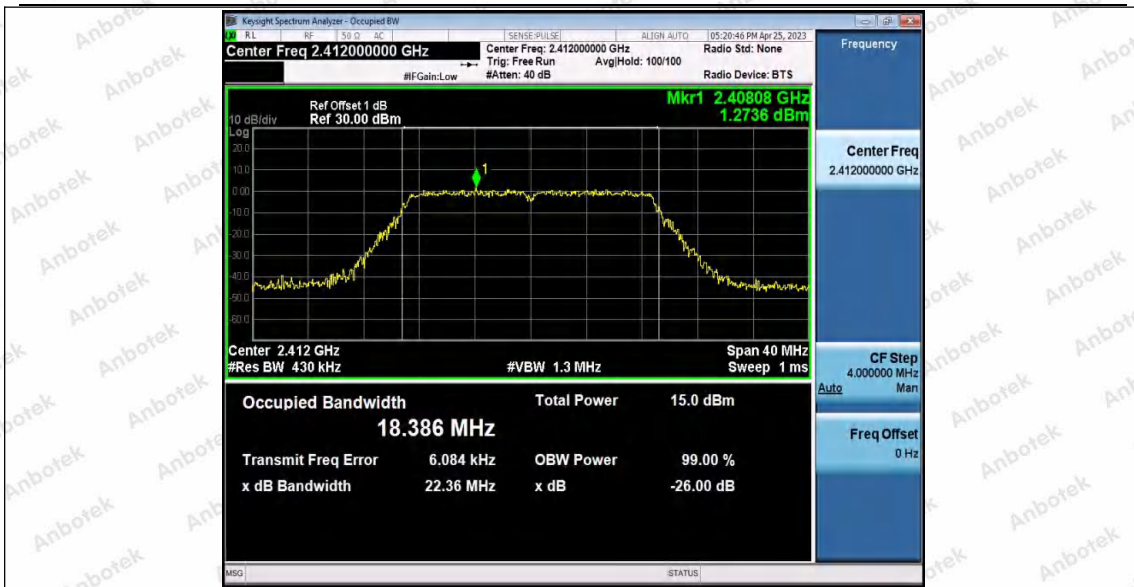 Keysight Spectrum Analyzer - Occupied BW
LXI RL RF 50 Ω AC SENSE:PULSE ALIGN AUTO 05:20:46 PM Apr 25, 2023
Center Freq 2.412000000 GHz Center Freq: 2.412000000 GHz Radio Std: None Frequency
Trig: Free Run Avg|Hold: 100/100
#IFGain:Low #Atten: 40 dB Radio Device: BTS
Mkr1 2.40808 GHz
Ref Offset 1 dB
10 dB/div Ref 30.00 dBm 1.2736 dBm
Log
20.0
10.0
1
0.00
-10.0
-20.0
-30.0
-40.0
-50.0
-60.0
Center Freq
2.412000000 GHz
Center 2.412 GHz Span 40 MHz
#Res BW 430 kHz #VBW 1.3 MHz Sweep 1 ms
CF Step
4.000000 MHz
Auto Man
Occupied Bandwidth Total Power 15.0 dBm
18.386 MHz
Freq Offset
0 Hz
Transmit Freq Error 6.084 kHz OBW Power 99.00 %
x dB Bandwidth 22.36 MHz x dB -26.00 dB
MSG STATUS
Anbotek